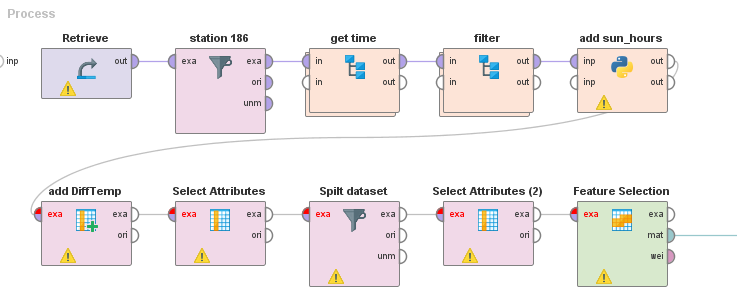 Process
Retrieve
station 186
get time
filter
add sun_hours
inp
out
exa
exa
ori
unm
in
out
in
out
in
out
in
out
inp
out
inp
out
add DiffTemp
Select Attributes
Spilt dataset
Select Attributes (2)
Feature Selection
exa
exa
ori
exa
exa
ori
exa
exa
ori
unm
exa
exa
ori
exa
exa
mat
wei